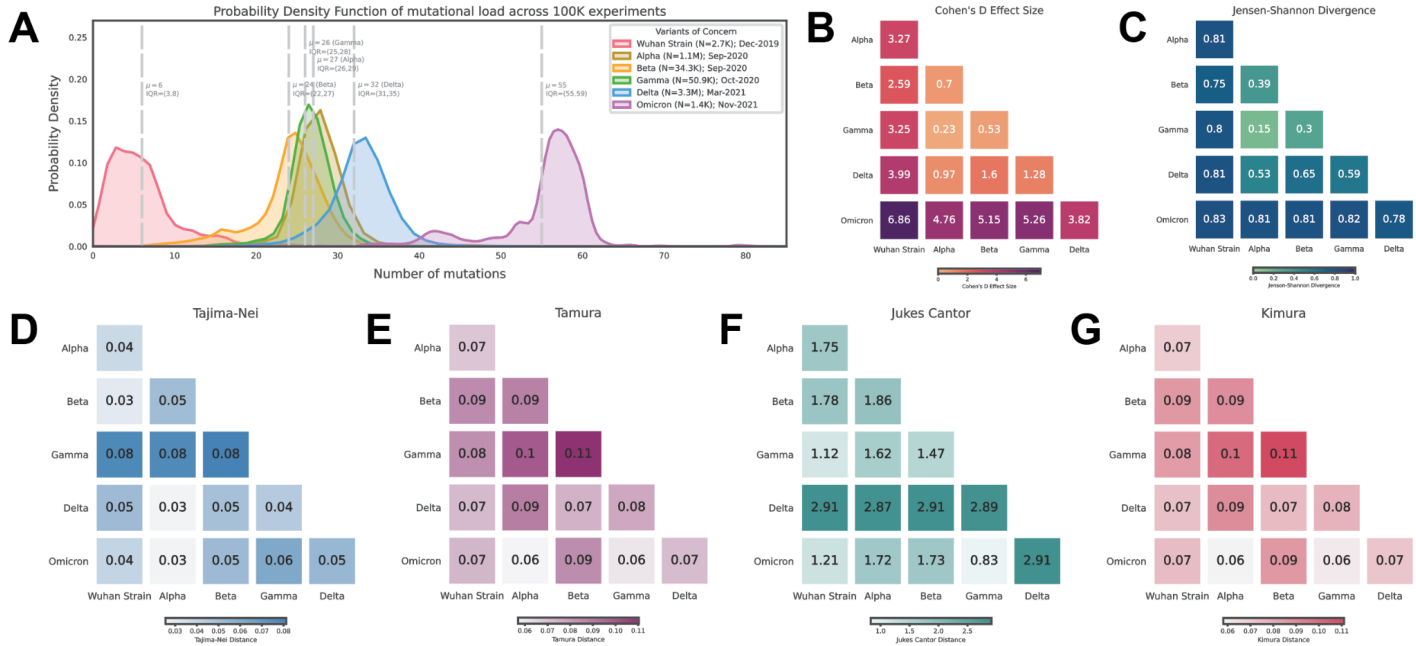 A
Probability Density Function of mutational load across 100K experiments
Probability Density
0.25
0.20
0.15
0.10
0.05
0.00
μ = 6
IQR=(3.8)
μ = 24 (Beta)
IQR=(22,27)
μ = 26 (Gamma)
IQR=(25,28)
μ = 27 (Alpha)
IQR=(26,29)
μ = 32 (Delta)
IQR=(31,35)
μ = 55
IQR=(55.59)
Variants of Concern
Wuhan Strain (N=2.7K); Dec-2019
Alpha (N=1.1M); Sep-2020
Beta (N=34.3K); Sep-2020
Gamma (N=50.9K); Oct-2020
Delta (N=3.3M); Mar-2021
Omicron (N=1.4K); Nov-2021
0 10 20 30 40 50 60 70 80
Number of mutations
B
Cohen's D Effect Size
Alpha 3.27
Beta 2.59 0.7
Gamma 3.25 0.23 0.53
Delta 3.99 0.97 1.6 1.28
Omicron 6.86 4.76 5.15 5.26 3.82
Wuhan Strain Alpha Beta Gamma Delta
0 2 4 6
Cohen's D Effect Size
C
Jensen-Shannon Divergence
Alpha 0.81
Beta 0.75 0.39
Gamma 0.8 0.15 0.3
Delta 0.81 0.53 0.65 0.59
Omicron 0.83 0.81 0.81 0.82 0.78
Wuhan Strain Alpha Beta Gamma Delta
0.0 0.2 0.4 0.6 0.8 1.0
Jenson-Shannon Divergence
D
Tajima-Nei
Alpha 0.04
Beta 0.03 0.05
Gamma 0.08 0.08 0.08
Delta 0.05 0.03 0.05 0.04
Omicron 0.04 0.03 0.05 0.06 0.05
Wuhan Strain Alpha Beta Gamma Delta
0.03 0.04 0.05 0.06 0.07 0.08
Tajima-Nei Distance
E
Tamura
Alpha 0.07
Beta 0.09 0.09
Gamma 0.08 0.1 0.11
Delta 0.07 0.09 0.07 0.08
Omicron 0.07 0.06 0.09 0.06 0.07
Wuhan Strain Alpha Beta Gamma Delta
0.06 0.07 0.08 0.09 0.10 0.11
Tamura Distance
F
Jukes Cantor
Alpha 1.75
Beta 1.78 1.86
Gamma 1.12 1.62 1.47
Delta 2.91 2.87 2.91 2.89
Omicron 1.21 1.72 1.73 0.83 2.91
Wuhan Strain Alpha Beta Gamma Delta
1.0 1.5 2.0 2.5
Jukes Cantor Distance
G
Kimura
Alpha 0.07
Beta 0.09 0.09
Gamma 0.08 0.1 0.11
Delta 0.07 0.09 0.07 0.08
Omicron 0.07 0.06 0.09 0.06 0.07
Wuhan Strain Alpha Beta Gamma Delta
0.06 0.07 0.08 0.09 0.10 0.11
Kimura Distance